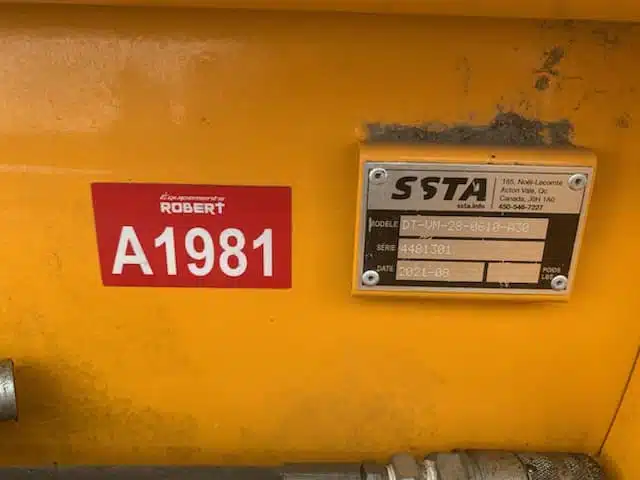 Équipements
ROBERT
A1981
SSTA
ssta.info
185, Noël-Lecomte
Acton Vale, Qc
Canada, J0H 1A0
450-546-7227
MODÈLE DT-VM-28-0610-A30
SÉRIE 4481301
DATE 2021-08 POIDS LBS